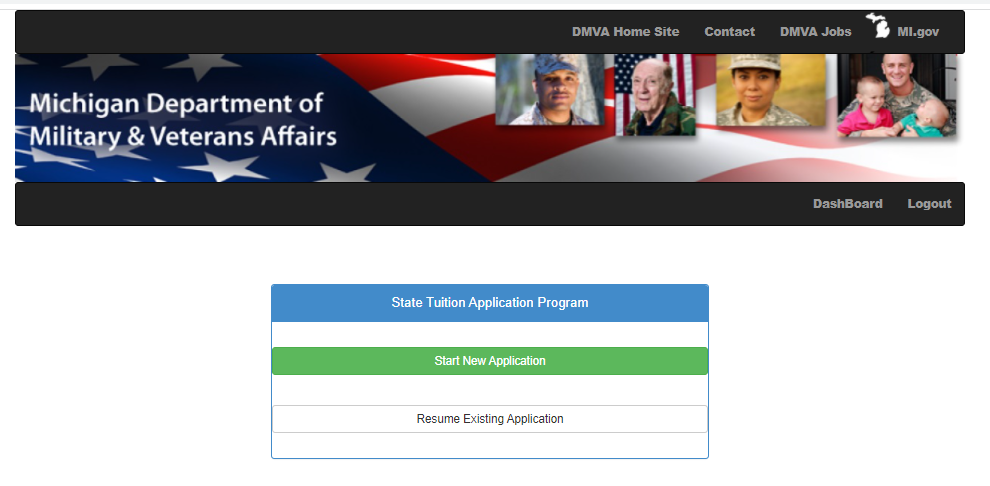 DMVA Home Site Contact DMVA Jobs MI.gov
Michigan Department of
Military & Veterans Affairs
DashBoard Logout
State Tuition Application Program
Start New Application
Resume Existing Application